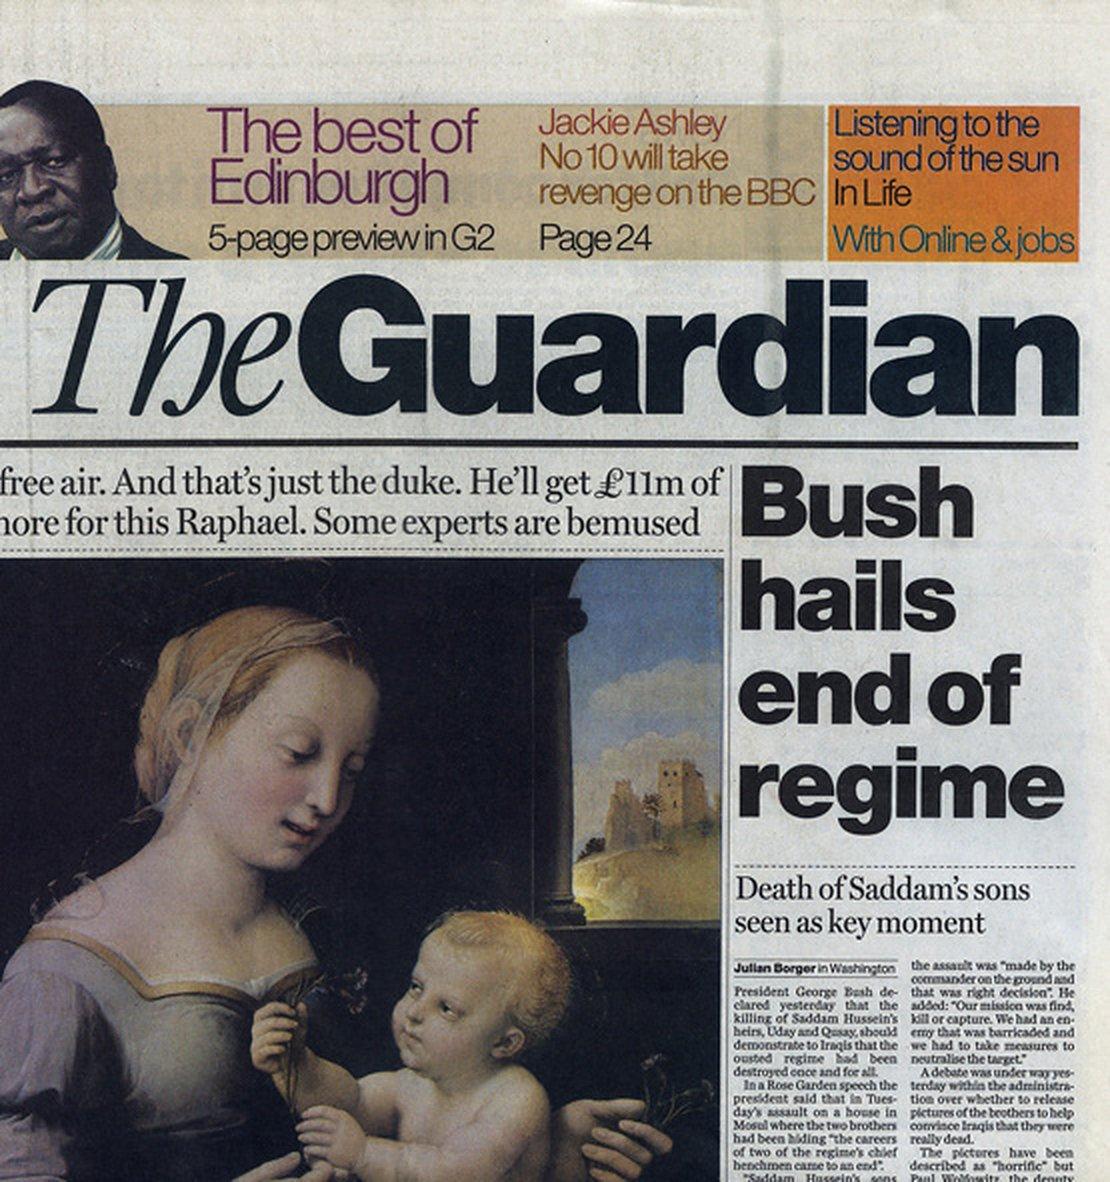 The best of
Edinburgh
5-page preview in G2
Jackie Ashley
No 10 will take
revenge on the BBC
Page 24
Listening to the
sound of the sun
In Life
With Online & jobs
The Guardian
free air. And that's just the duke. He'll get £11m of
more for this Raphael. Some experts are bemused
Bush
hails
end of
regime
Death of Saddam's sons
seen as key moment
Julian Borger in Washington
President George Bush de-
clared yesterday that the
killing of Saddam Hussein's
heirs, Uday and Qusay, should
demonstrate to Iraqis that the
ousted regime had been
destroyed once and for all.
In a Rose Garden speech the
president said that in Tues-
day's assault on a house in
Mosul where the two brothers
had been hiding "the careers
of two of the regime's chief
henchmen came to an end".
"Saddam Hussein's sons
the assault was "made by the
commander on the ground and
that was right decision". He
added: "Our mission was find,
kill or capture. We had an en-
emy that was barricaded and
we had to take measures to
neutralise the target."
A debate was under way yes-
terday within the administra-
tion over whether to release
pictures of the brothers to help
convince Iraqis that they were
really dead.
The pictures have been
described as "horrific" but
Paul Wolfowitz, the deputy